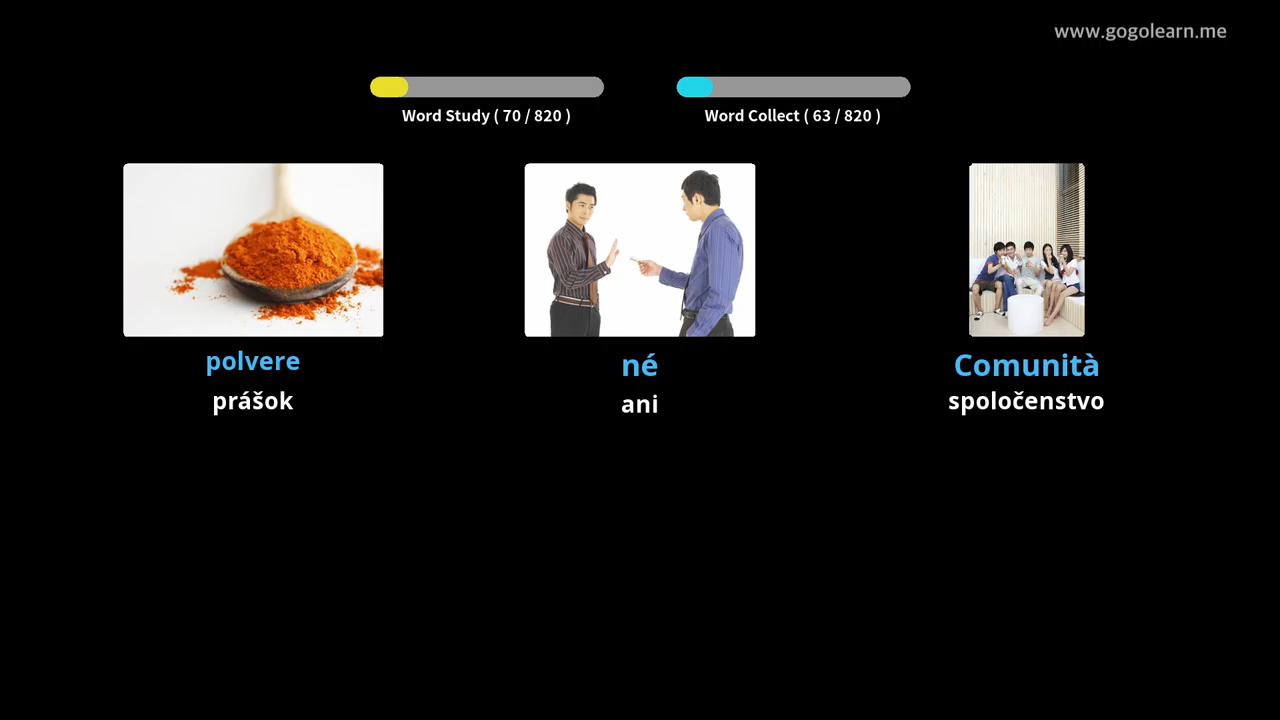 www.gogolearn.me
Word Study ( 70 / 820 )
Word Collect ( 63 / 820 )
polvere
prášok
né
ani
Comunità
spoločenstvo